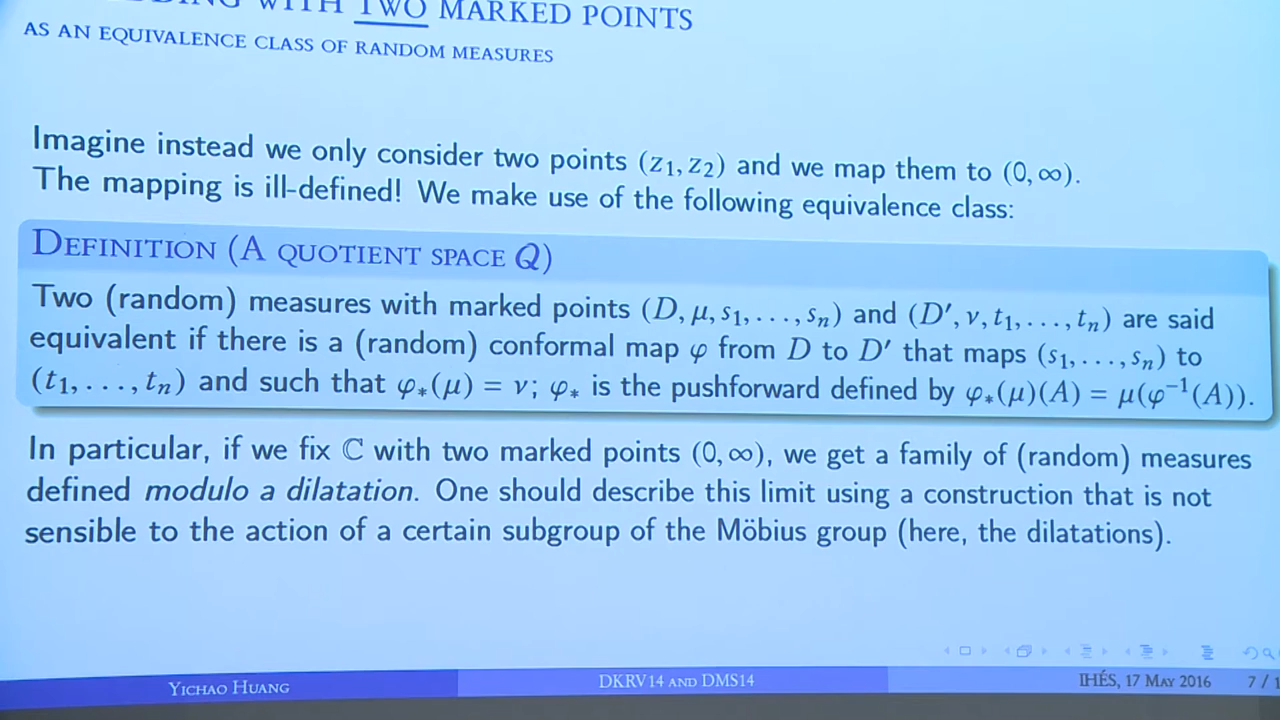 WITH TWO MARKED POINTS
AS AN EQUIVALENCE CLASS OF RANDOM MEASURES
Imagine instead we only consider two points (z₁, z₂) and we map them to (0, ∞).
The mapping is ill-defined! We make use of the following equivalence class:
DEFINITION (A QUOTIENT SPACE Q)
Two (random) measures with marked points (D, μ, s₁, . . . , sₙ) and (D′, ν, t₁, . . . , tₙ) are said
equivalent if there is a (random) conformal map φ from D to D′ that maps (s₁, . . . , sₙ) to
(t₁, . . . , tₙ) and such that φ∗(μ) = ν; φ∗ is the pushforward defined by φ∗(μ)(A) = μ(φ⁻¹(A)).
In particular, if we fix ℂ with two marked points (0, ∞), we get a family of (random) measures
defined modulo a dilatation. One should describe this limit using a construction that is not
sensible to the action of a certain subgroup of the Möbius group (here, the dilatations).
YICHAO HUANG
DKRV14 AND DMS14
IHÉS, 17 MAY 2016
7 / 1